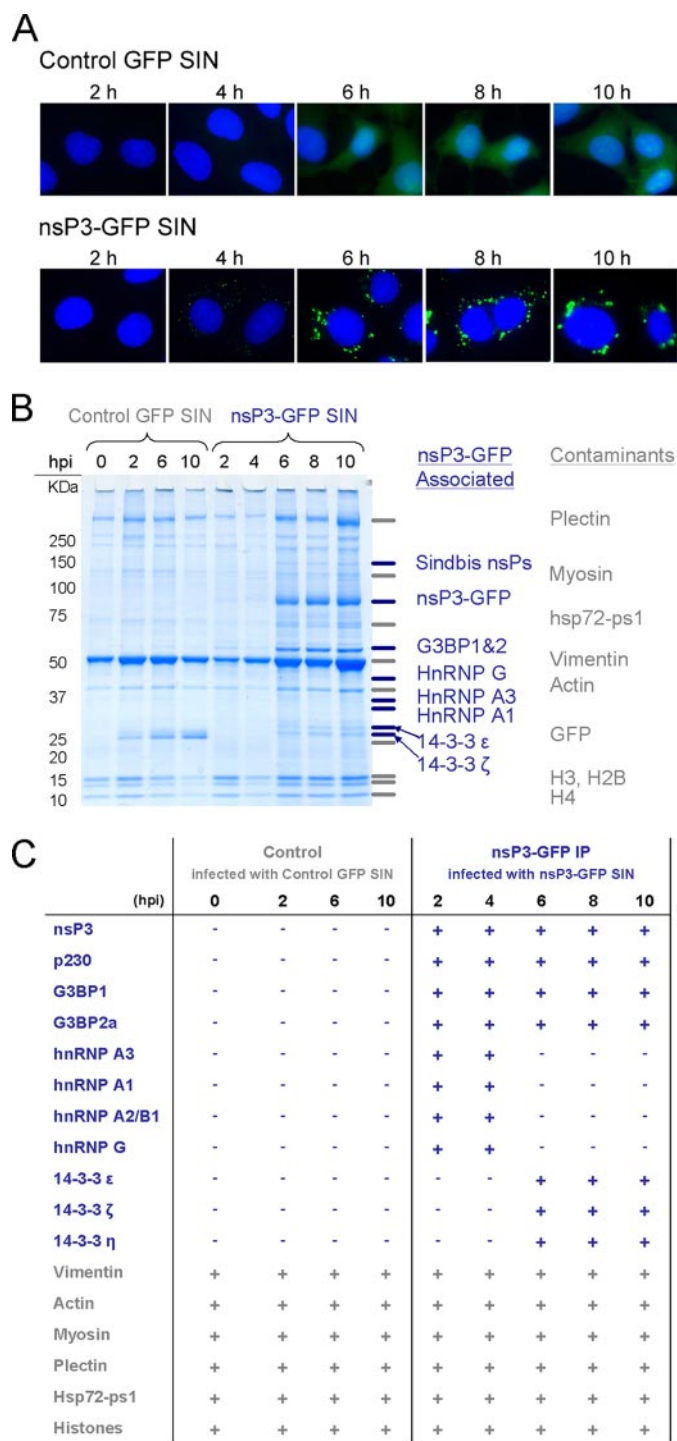 A
Control GFP SIN
2 h 4 h 6 h 8 h 10 h
nsP3-GFP SIN
2 h 4 h 6 h 8 h 10 h
B
Control GFP SIN nsP3-GFP SIN
hpi 0 2 6 10 2 4 6 8 10 nsP3-GFP Contaminants
KDa Associated
Plectin
250
150 Sindbis nsPs
Myosin
100
nsP3-GFP
75 hsp72-ps1
G3BP1&2
50 Vimentin
HnRNP G Actin
37 HnRNP A3
HnRNP A1
25 14-3-3 ε GFP
20 14-3-3 ζ
15 H3, H2B
10 H4
C
Control nsP3-GFP IP
infected with Control GFP SIN infected with nsP3-GFP SIN
(hpi) 0 2 6 10 2 4 6 8 10
nsP3 - - - - + + + + +
p230 - - - - + + + + +
G3BP1 - - - - + + + + +
G3BP2a - - - - + + + + +
hnRNP A3 - - - - + + - - -
hnRNP A1 - - - - + + - - -
hnRNP A2/B1 - - - - + + - - -
hnRNP G - - - - + + - - -
14-3-3 ε - - - - - - + + +
14-3-3 ζ - - - - - - + + +
14-3-3 η - - - - - - + + +
Vimentin + + + + + + + + +
Actin + + + + + + + + +
Myosin + + + + + + + + +
Plectin + + + + + + + + +
Hsp72-ps1 + + + + + + + + +
Histones + + + + + + + + +